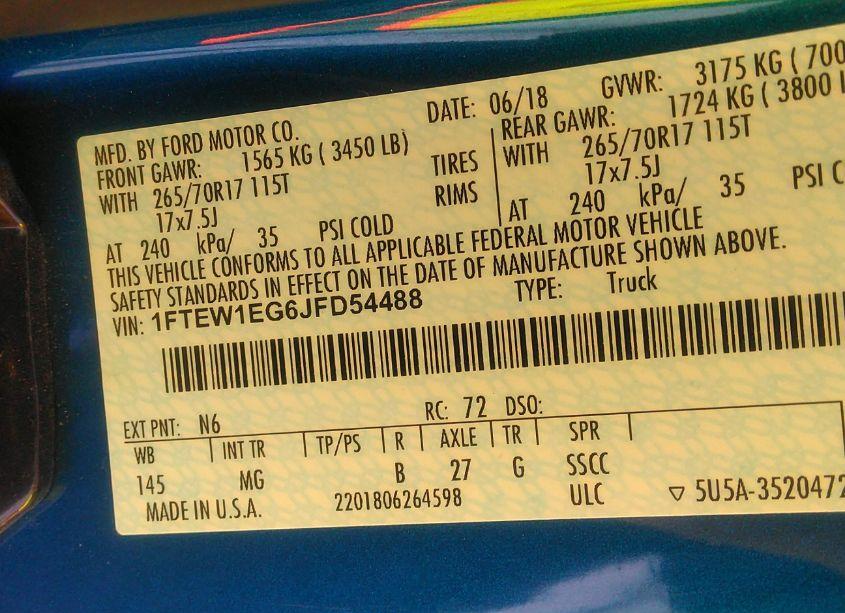 MFD. BY FORD MOTOR CO. DATE: 06/18 GVWR: 3175 KG ( 700
FRONT GAWR: 1565 KG ( 3450 LB) REAR GAWR: 1724 KG ( 3800 L
WITH 265/70R17 115T TIRES WITH 265/70R17 115T
17x7.5J RIMS 17x7.5J
AT 240 kPa/ 35 PSI COLD AT 240 kPa/ 35 PSI C
THIS VEHICLE CONFORMS TO ALL APPLICABLE FEDERAL MOTOR VEHICLE
SAFETY STANDARDS IN EFFECT ON THE DATE OF MANUFACTURE SHOWN ABOVE.
VIN: 1FTEW1EG6JFD54488 TYPE: Truck
EXT PNT: N6 RC: 72 DSO:
WB INT TR TP/PS R AXLE TR SPR
145 MG B 27 G SSCC
MADE IN U.S.A. 2201806264598 ULC ▽ 5U5A-3520472